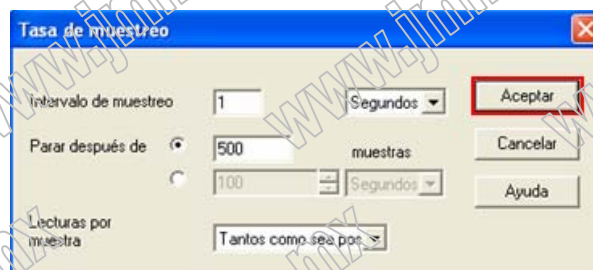 Tasa de muestreo
Intervalo de muestreo 1 Segundos
Aceptar
Parar después de 500 muestras
Cancelar
100 Segundos
Ayuda
Lecturas por
muestra
Tantos como sea pos